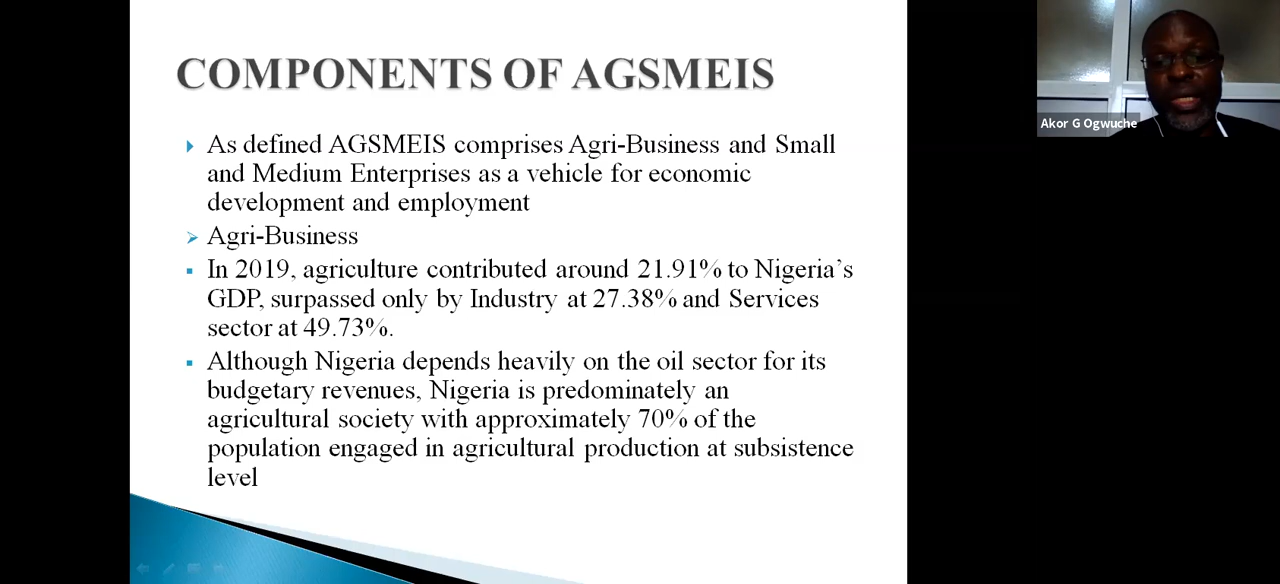 COMPONENTS OF AGSMEIS
As defined AGSMEIS comprises Agri-Business and Small
and Medium Enterprises as a vehicle for economic
development and employment
Agri-Business
In 2019, agriculture contributed around 21.91% to Nigeria’s
GDP, surpassed only by Industry at 27.38% and Services
sector at 49.73%.
Although Nigeria depends heavily on the oil sector for its
budgetary revenues, Nigeria is predominately an
agricultural society with approximately 70% of the
population engaged in agricultural production at subsistence
level
Akor G Ogwuche